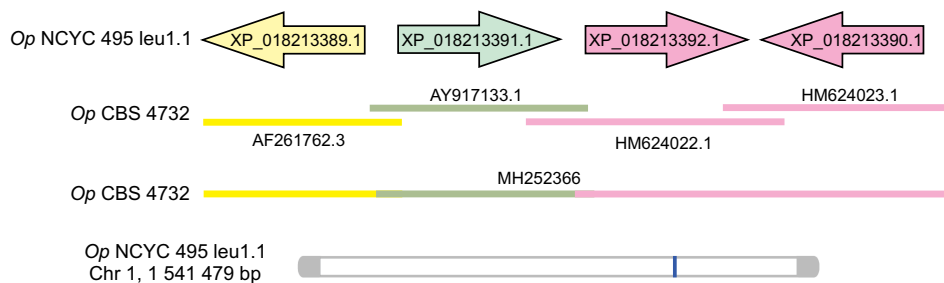 Op NCYC 495 leu1.1 XP_018213389.1 XP_018213391.1 XP_018213392.1 XP_018213390.1
AY917133.1 HM624023.1
Op CBS 4732
AF261762.3 HM624022.1
MH252366
Op CBS 4732
Op NCYC 495 leu1.1
Chr 1, 1 541 479 bp